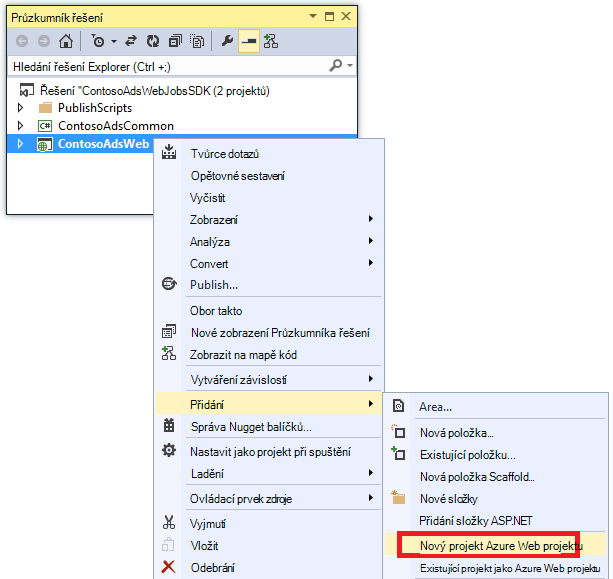 Průzkumník řešení
Hledání řešení Explorer (Ctrl +;)
Řešení "ContosoAdsWebJobsSDK (2 projektů)
PublishScripts
C# ContosoAdsCommon
ContosoAdsWeb
Tvůrce dotazů
Opětovné sestavení
Vyčistit
Zobrazení
Analýza
Convert
Publish...
Obor takto
Nové zobrazení Průzkumníka řešení
Zobrazit na mapě kód
Vytváření závislostí
Přidání
Správa Nugget balíčků...
Nastavit jako projekt při spuštění
Ladění
Ovládací prvek zdroje
Vyjmutí
Vložit
Odebrání
Area...
Nová položka...
Existující položku...
Nová položka Scaffold...
Nové složky
Přidání složky ASP.NET
Nový projekt Azure Web projektu
Existující projekt jako Azure Web projektu